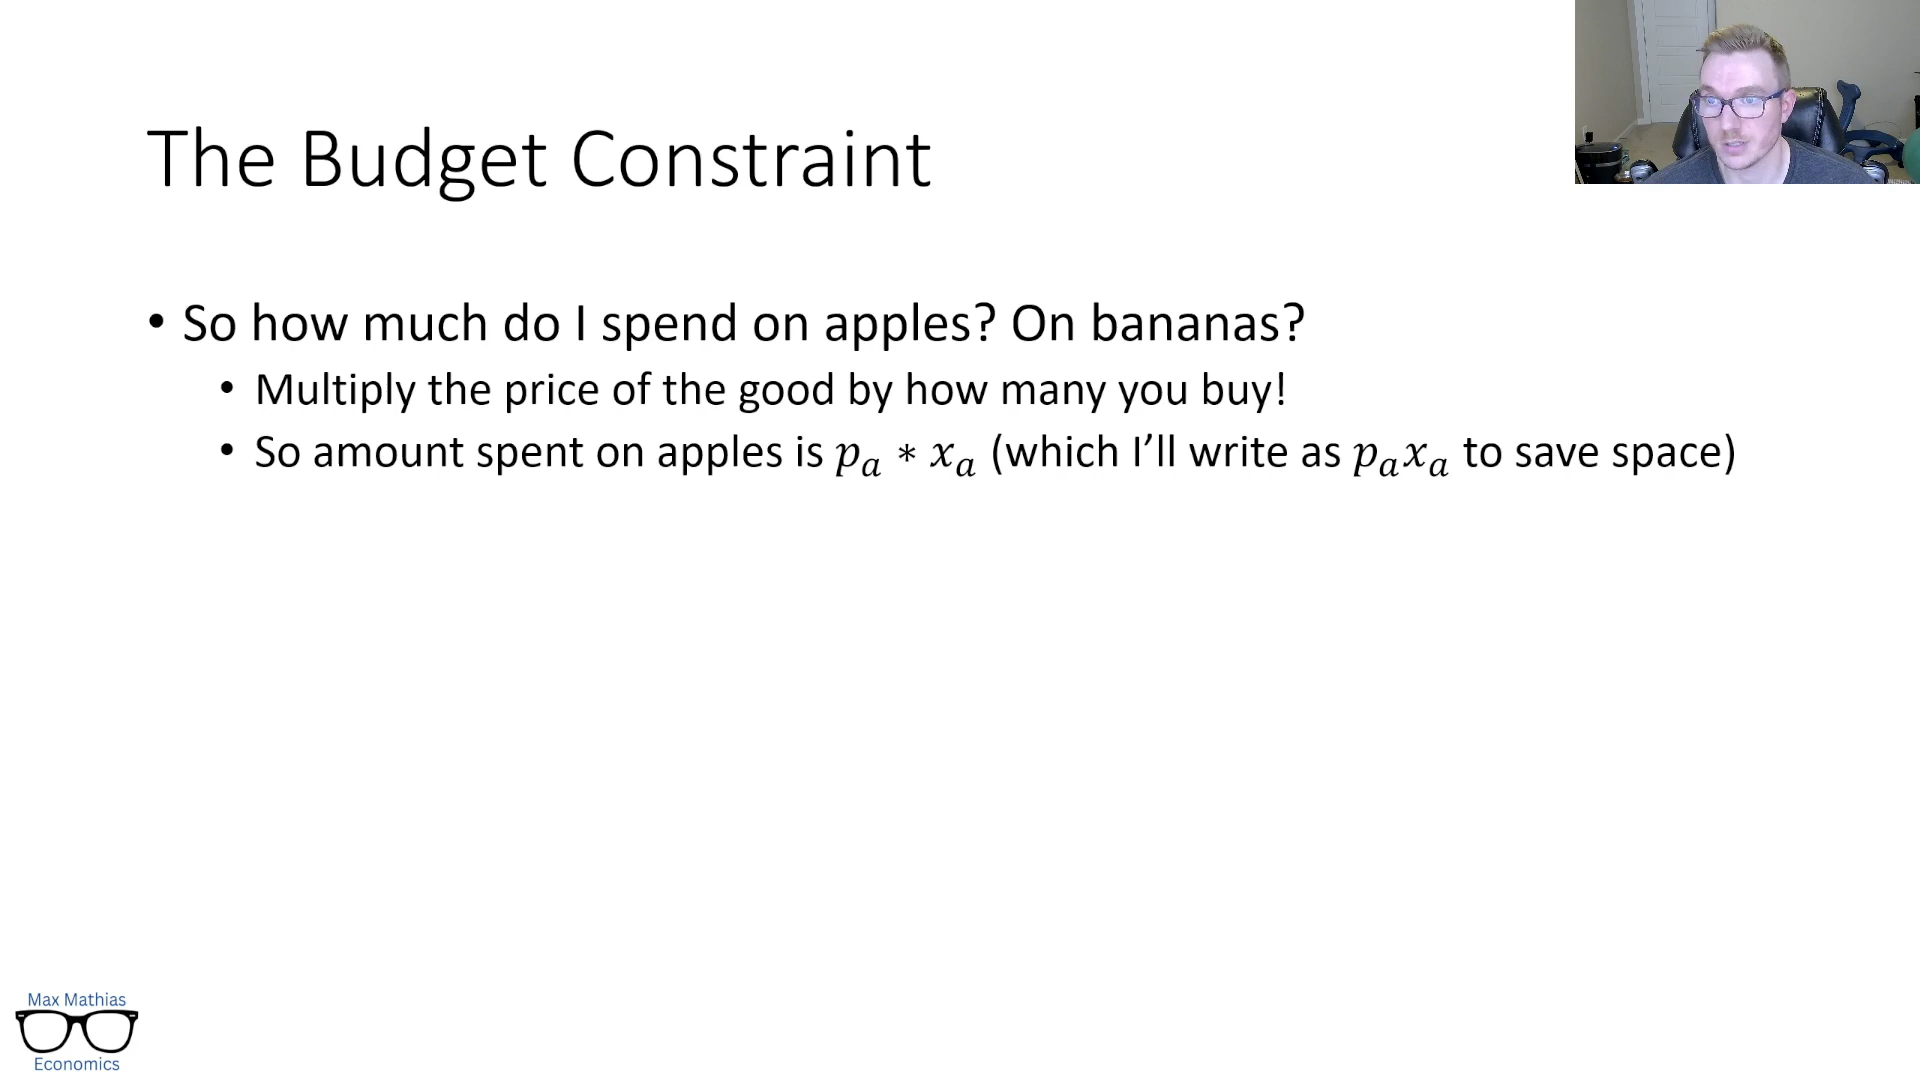 The Budget Constraint
• So how much do I spend on apples? On bananas?
• Multiply the price of the good by how many you buy!
• So amount spent on apples is 𝑝ₐ ∗ 𝑥ₐ (which I’ll write as 𝑝ₐ𝑥ₐ to save space)
Max Mathias
Economics